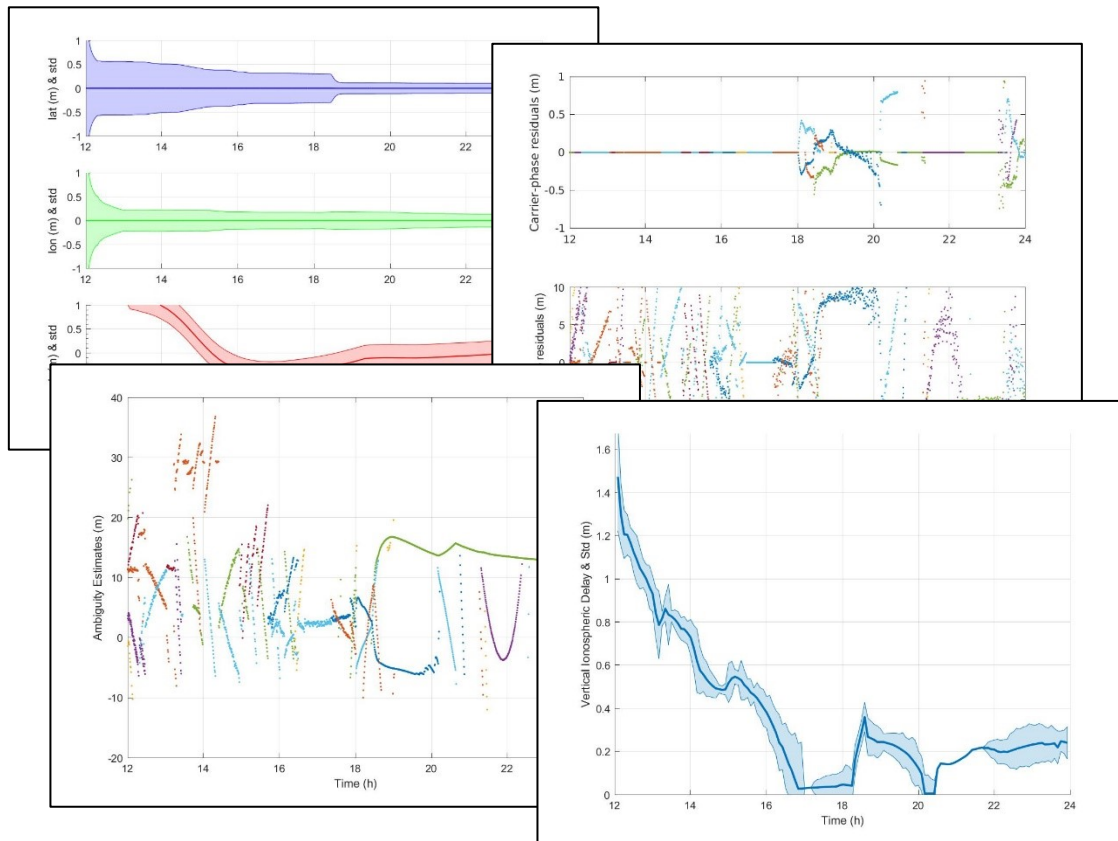 1
0.5
0
-0.5
-1
lat (m) & std
12 14 16 18 20 22
1
0.5
0
-0.5
-1
lon (m) & std
12 14 16 18 20 22
1
0.5
0
m) & std
1
0.5
0
-0.5
-1
Carrier-phase residuals (m)
12 14 16 18 20 22 24
10
5
0
residuals (m)
40
30
20
10
0
-10
-20
Ambiguity Estimates (m)
12 14 16 18 20 22
Time (h)
1.6
1.4
1.2
1
0.8
0.6
0.4
0.2
0
Vertical Ionospheric Delay & Std (m)
12 14 16 18 20 22 24
Time (h)